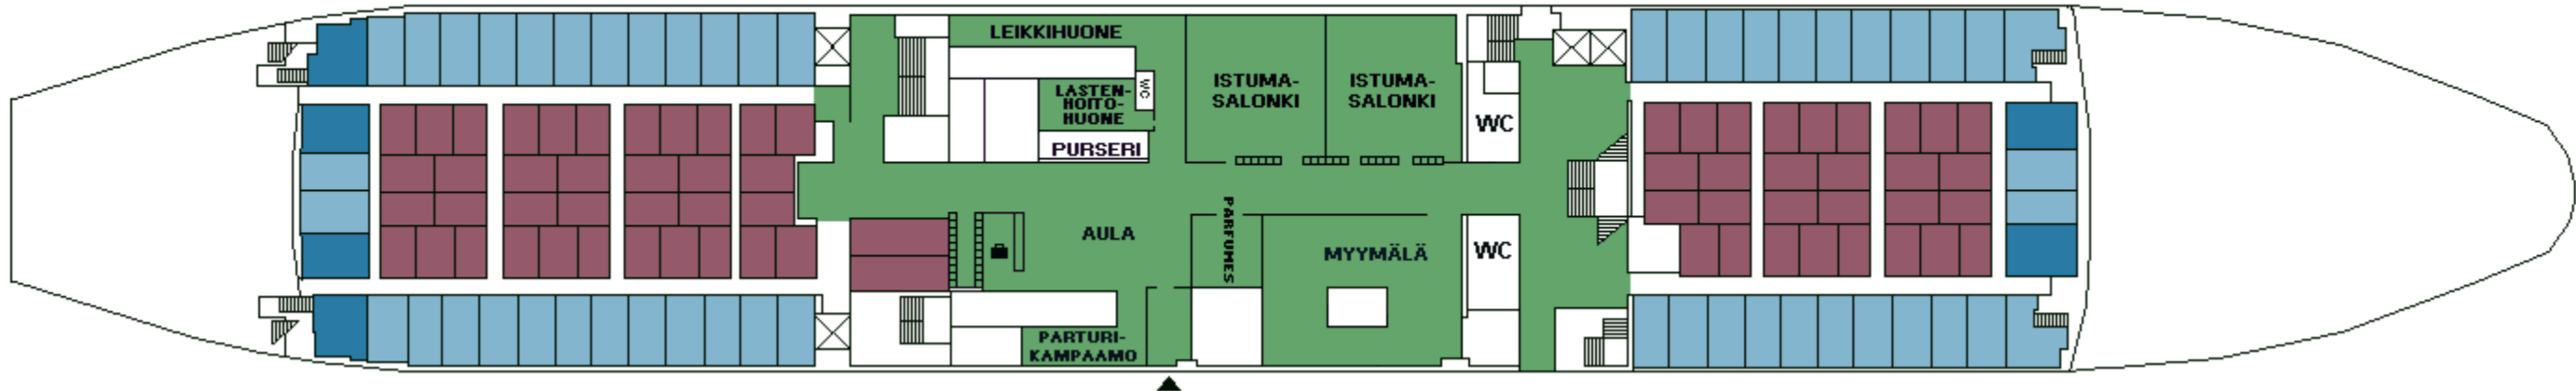 LEIKKIHUONE
WC
LASTEN-
HOITO-
HUONE
PURSERI
ISTUMA-
SALONKI
ISTUMA-
SALONKI
WC
AULA
PARFUMES
MYYMÄLÄ
WC
PARTURI-
KAMPAAMO